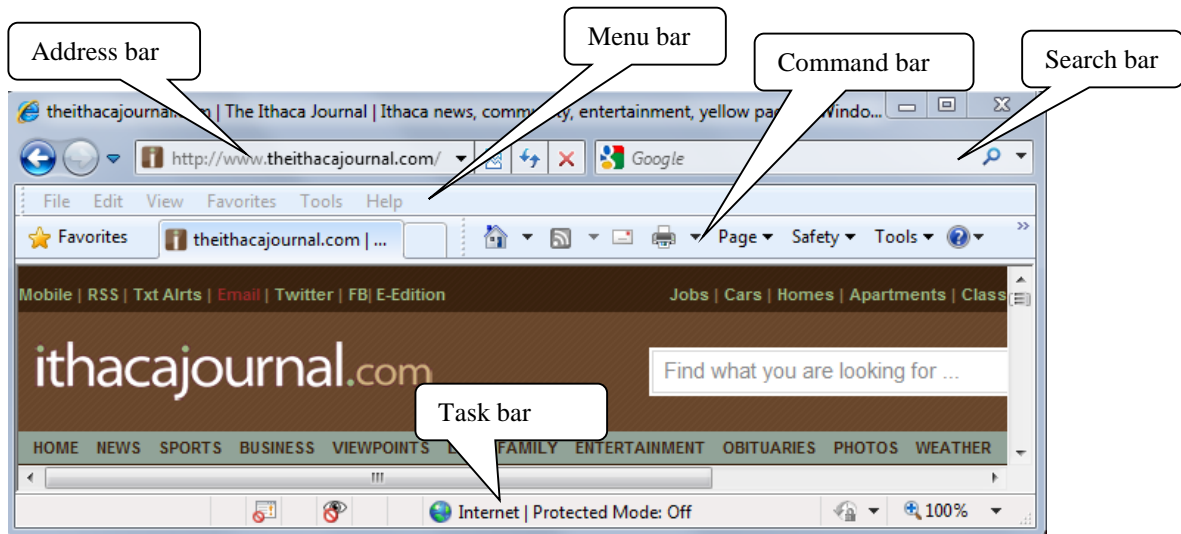 Address bar
Menu bar
Command bar
Search bar
theithacajournal.com | The Ithaca Journal | Ithaca news, community, entertainment, yellow pa Windo...
http://www.theithacajournal.com/
Google
File Edit View Favorites Tools Help
Favorites
theithacajournal.com | ...
Page Safety Tools
Mobile | RSS | Txt Alrts | Email | Twitter | FB| E-Edition
Jobs | Cars | Homes | Apartments | Class
ithacajournal.com
Find what you are looking for ...
Task bar
HOME NEWS SPORTS BUSINESS VIEWPOINTS FAMILY ENTERTAINMENT OBITUARIES PHOTOS WEATHER
Internet | Protected Mode: Off
100%